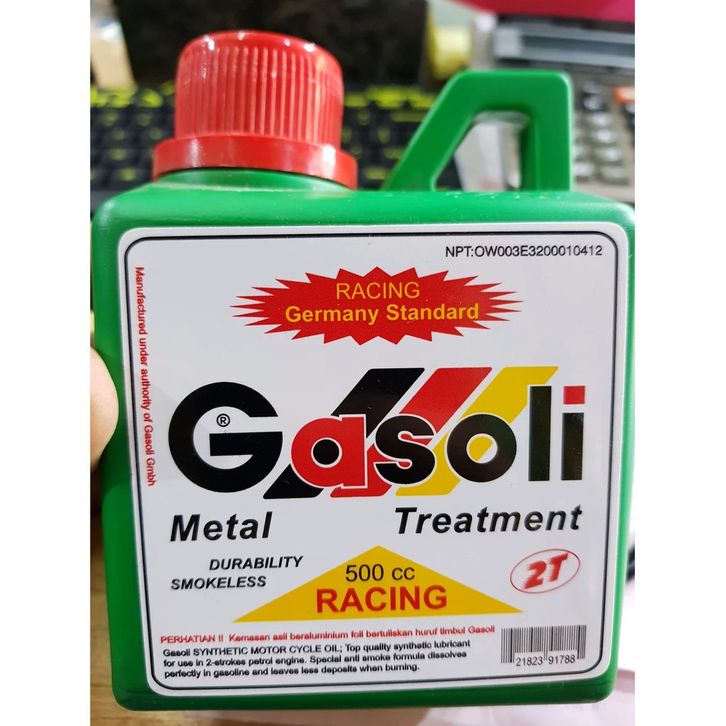 NPT:OW003E3200010412
RACING
Germany Standard
Manufactured under authority of Gasoli Gmbh
Gasoli
®
Metal Treatment
DURABILITY
SMOKELESS
500 cc
RACING
2T
PERHATIAN !! Kemasan asli beraluminium foil bertuliskan huruf timbul Gasoli
Gasoli SYNTHETIC MOTOR CYCLE OIL; Top quality synthetic lubricant
for use in 2-strokes petrol engine. Special anti smoke formula dissolves
perfectly in gasoline and leaves less deposits when burning.
21823 91788